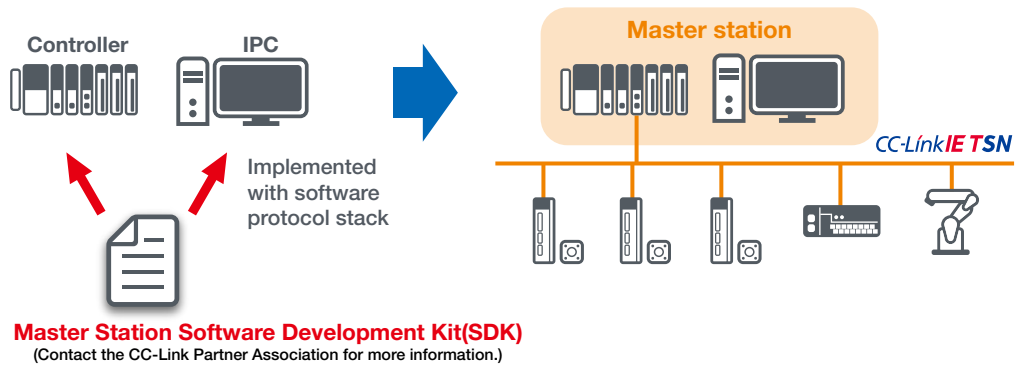 Controller
IPC
Implemented
with software
protocol stack
Master Station Software Development Kit(SDK)
(Contact the CC-Link Partner Association for more information.)
Master station
CC-Link IE TSN